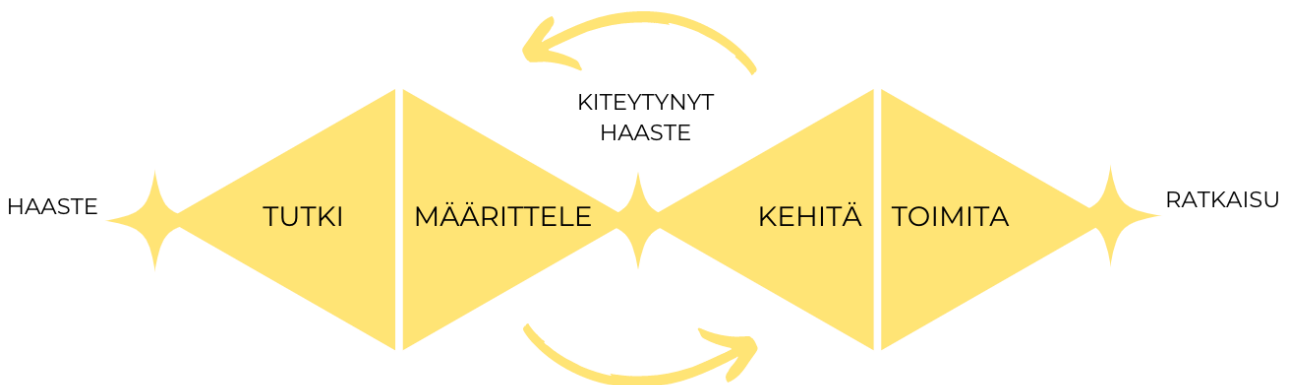 HAASTE
TUTKI
MÄÄRITTELE
KITEYTYNYT
HAASTE
KEHITÄ
TOIMITA
RATKAISU